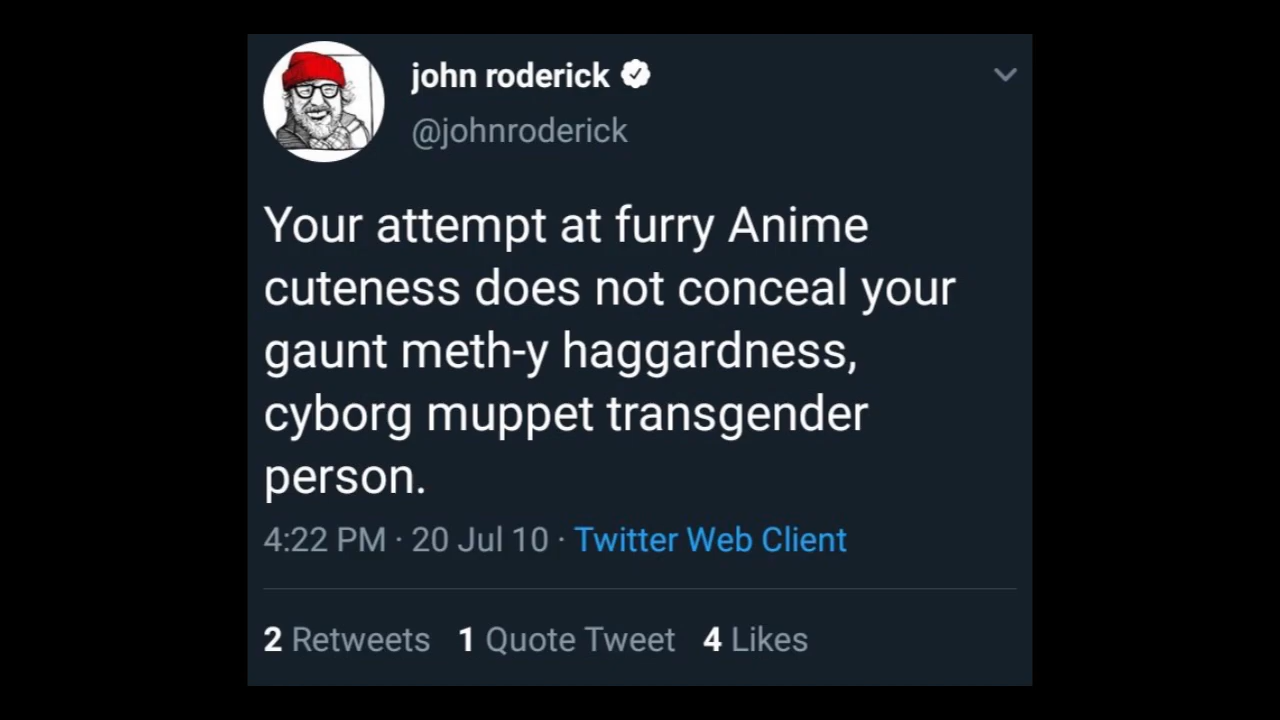 john roderick
@johnroderick
Your attempt at furry Anime
cuteness does not conceal your
gaunt meth-y haggardness,
cyborg muppet transgender
person.
4:22 PM · 20 Jul 10 · Twitter Web Client
2 Retweets 1 Quote Tweet 4 Likes